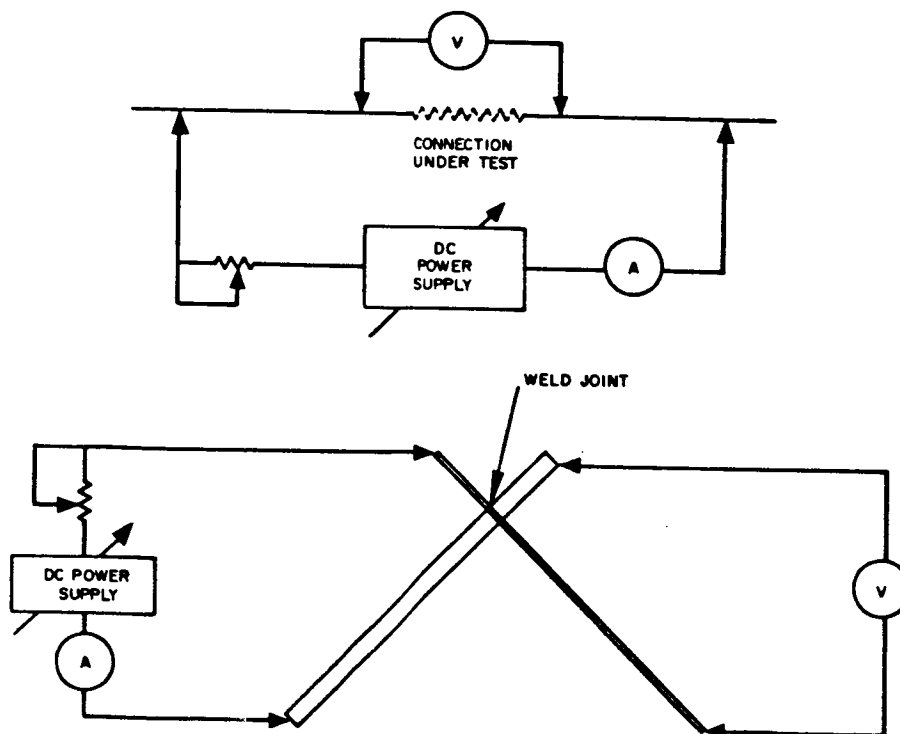 V
CONNECTION
UNDER TEST
DC
POWER
SUPPLY
A
WELD JOINT
DC POWER
SUPPLY
V
A